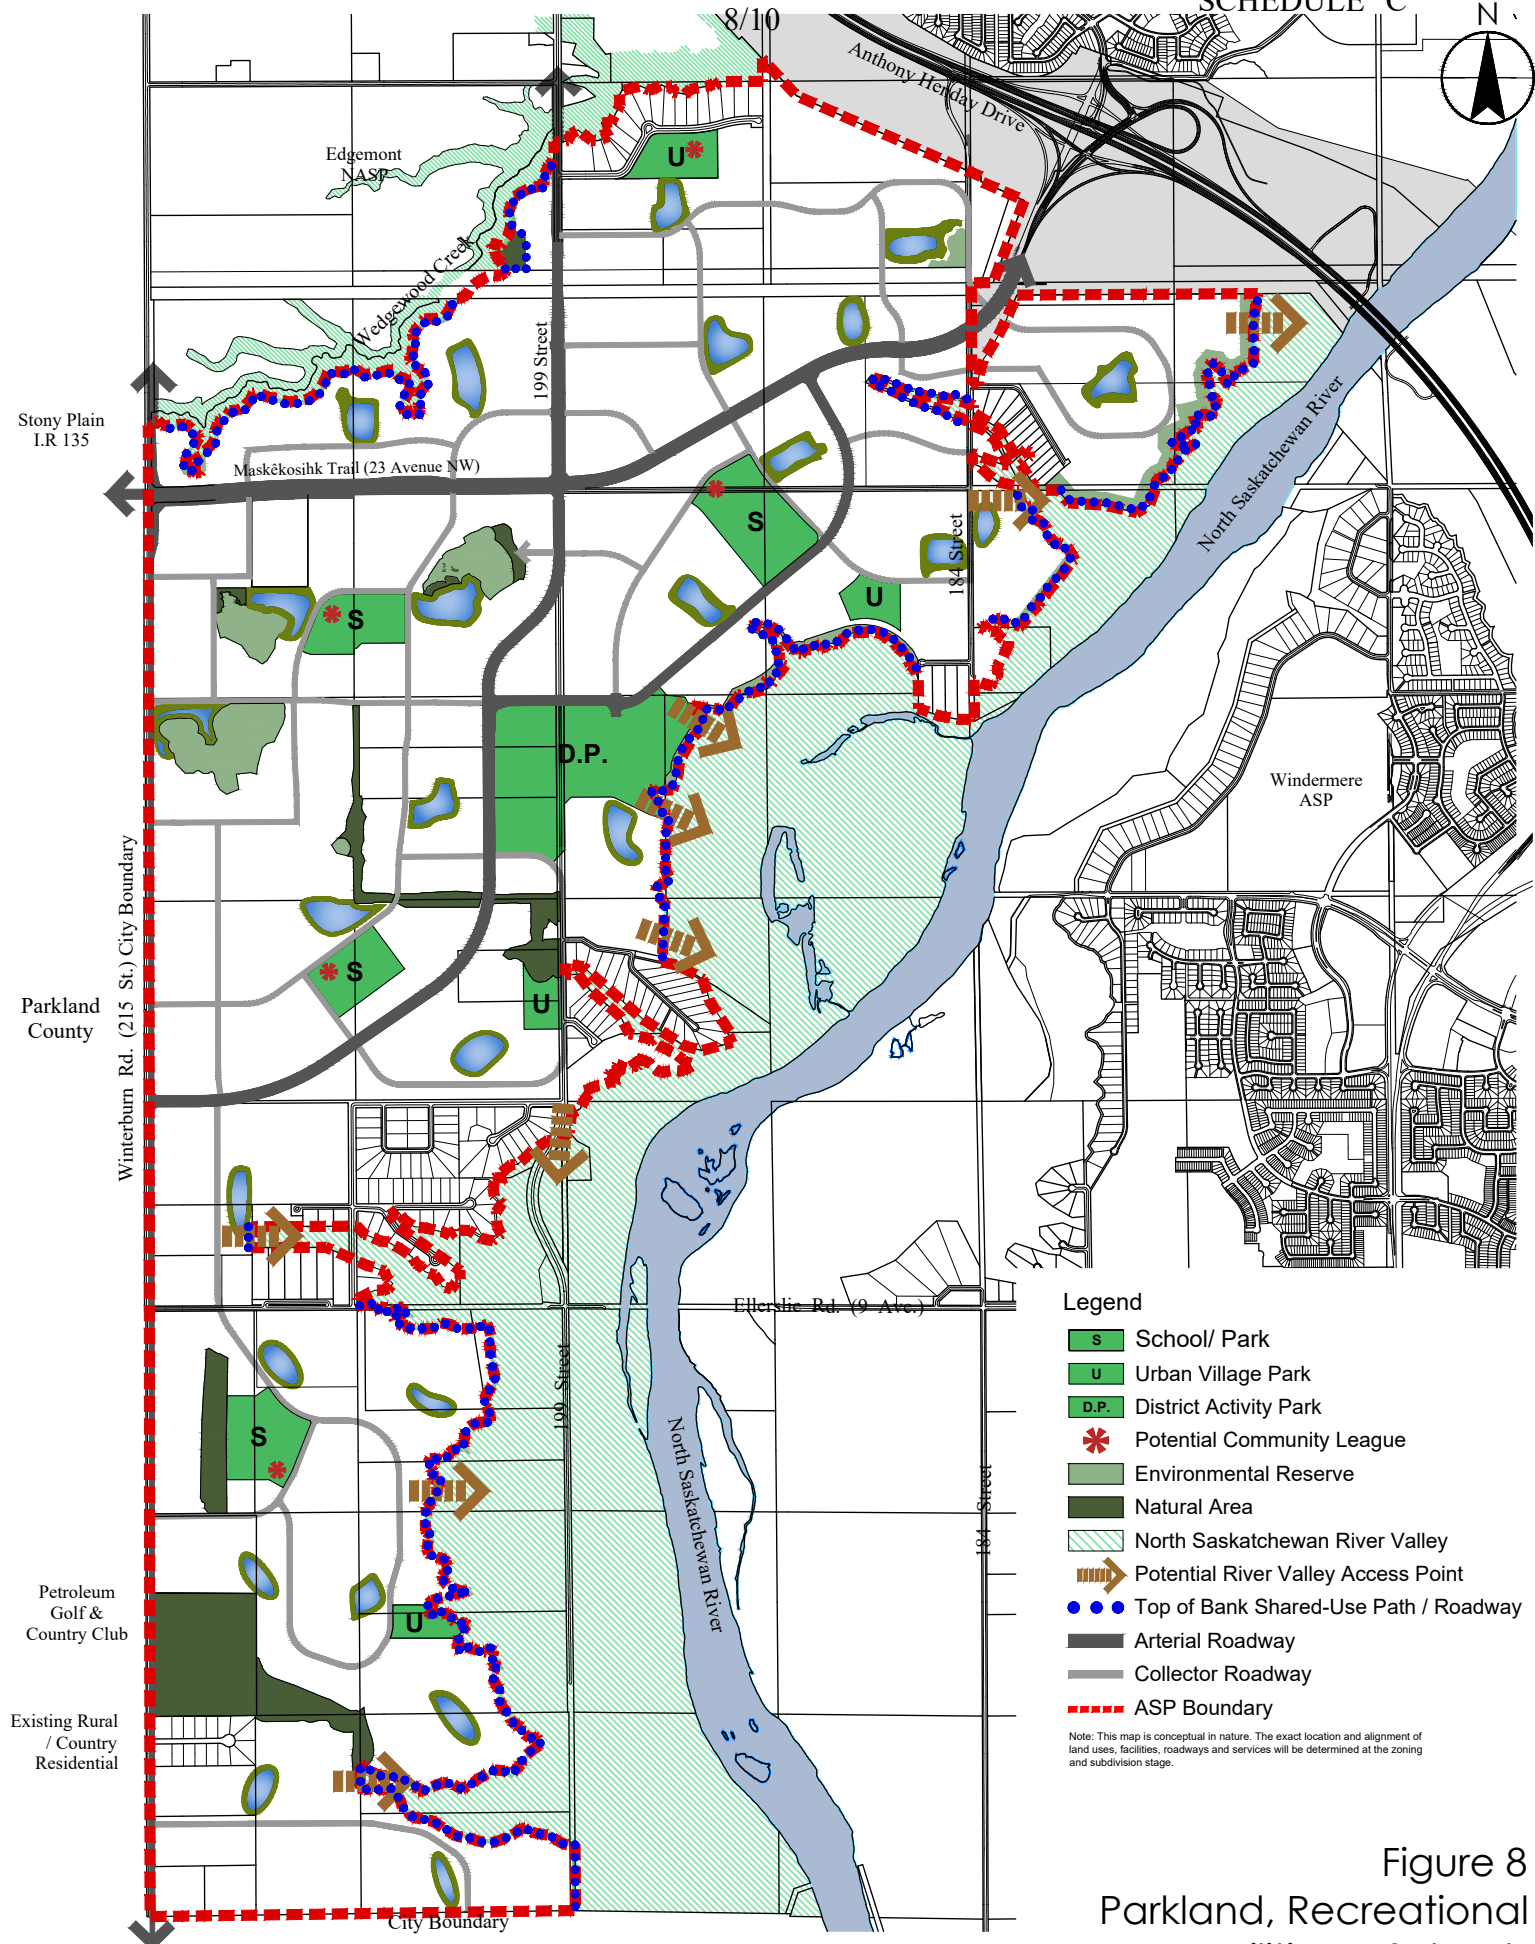 SCHEDULE "C"
8/10
N
Anthony Henday Drive
Edgemont
NASP
U
Wedgewood Creek
199 Street
North Saskatchewan River
Stony Plain
I.R 135
Maskêkosihk Trail (23 Avenue NW)
S
184 Street
U
S
D.P.
Windermere
ASP
Winterburn Rd. (215 St.) City Boundary
S
U
Parkland
County
Ellerslie Rd. (9 Ave.)
199 Street
S
North Saskatchewan River
184 Street
U
Petroleum
Golf &
Country Club
Existing Rural
/ Country
Residential
City Boundary
Legend
S School/ Park
U Urban Village Park
D.P. District Activity Park
Potential Community League
Environmental Reserve
Natural Area
North Saskatchewan River Valley
Potential River Valley Access Point
Top of Bank Shared-Use Path / Roadway
Arterial Roadway
Collector Roadway
ASP Boundary
Note: This map is conceptual in nature. The exact location and alignment of
land uses, facilities, roadways and services will be determined at the zoning
and subdivision stage.
Figure 8
Parkland, Recreational